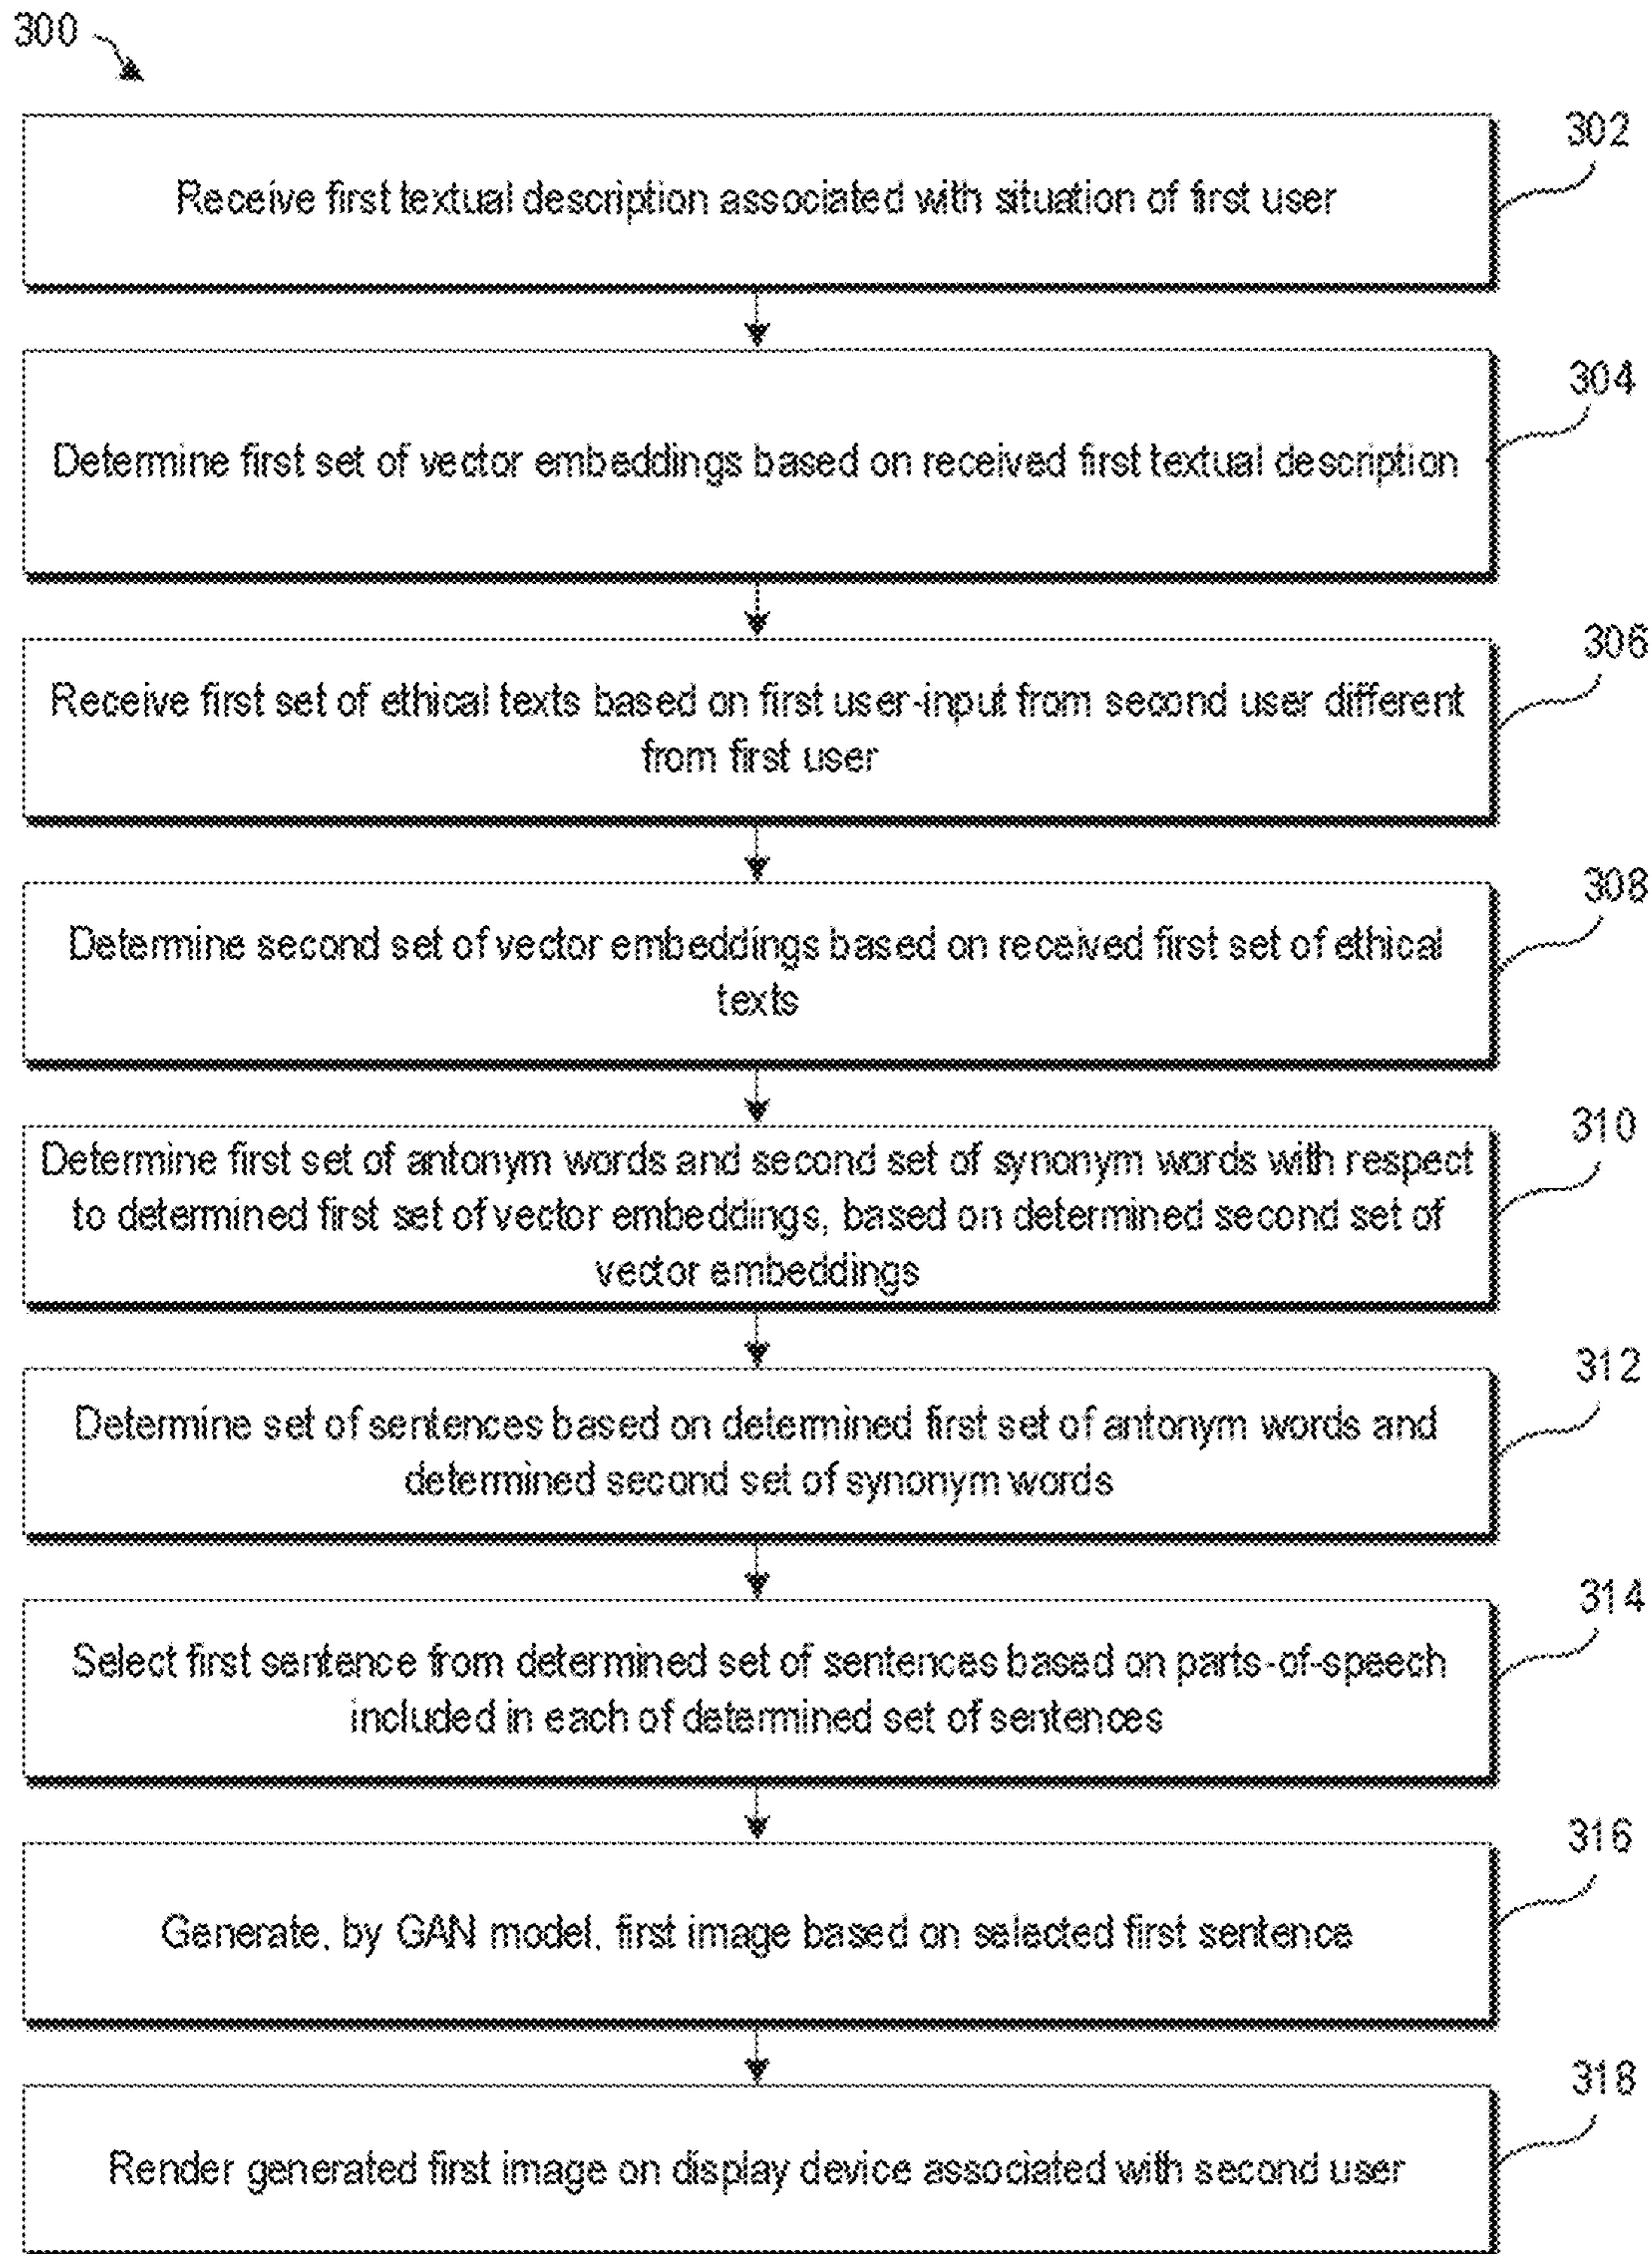 300
302
Receive first textual description associated with situation of first user
304
Determine first set of vector embeddings based on received first textual description
306
Receive first set of ethical texts based on first user-input from second user different
from first user
308
Determine second set of vector embeddings based on received first set of ethical
texts
310
Determine first set of antonym words and second set of synonym words with respect
to determined first set of vector embeddings, based on determined second set of
vector embeddings
312
Determine set of sentences based on determined first set of antonym words and
determined second set of synonym words
314
Select first sentence from determined set of sentences based on parts-of-speech
included in each of determined set of sentences
316
Generate, by GAN model, first image based on selected first sentence
318
Render generated first image on display device associated with second user